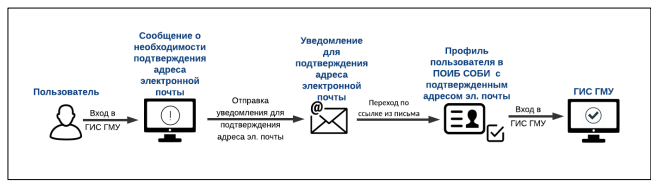 Пользователь
Вход в
ГИС ГМУ
Сообщение о
необходимости
подтверждения
адреса
электронной
почты
Отправка
уведомления для
подтверждения
адреса эл. почты
Уведомление
для
подтверждения
адреса
электронной
почты
@
Переход по
ссылке из письма
Профиль
пользователя в
ПОИБ СОБИ с
подтвержденным
адресом эл. почты
Вход в
ГИС ГМУ
ГИС ГМУ